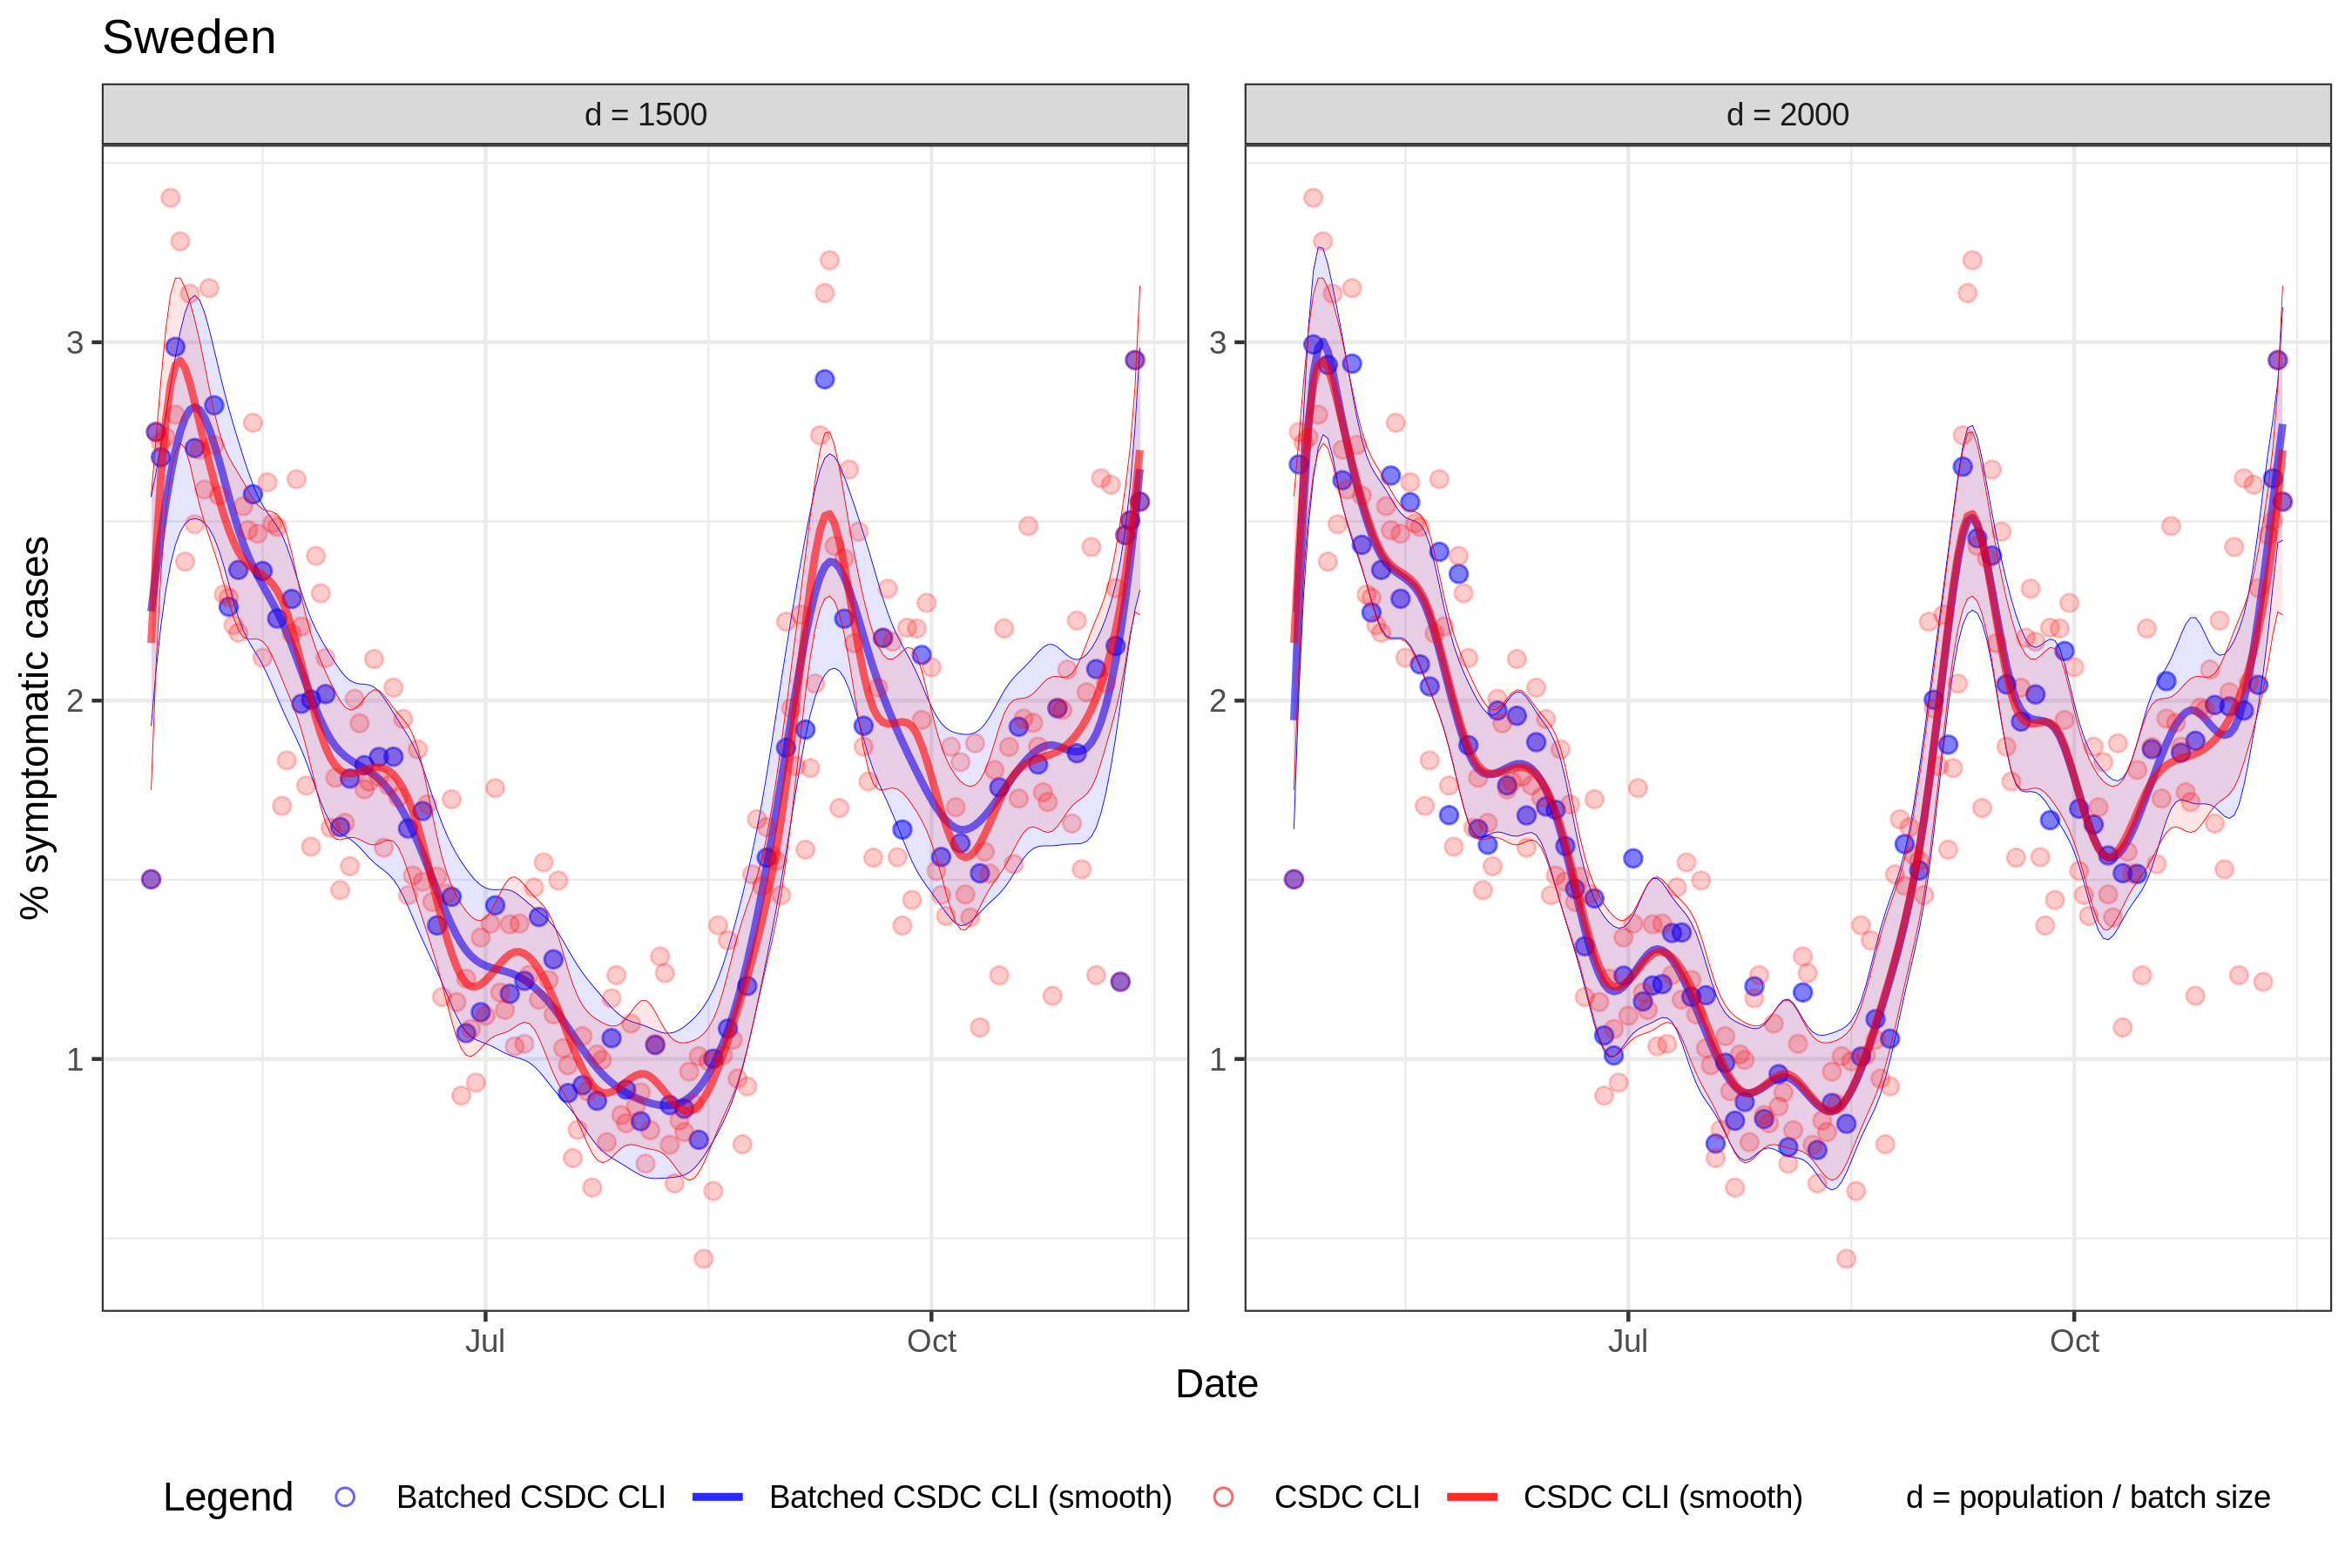 Sweden
d = 1500
d = 2000
% symptomatic cases
3
2
1
3
2
1
Jul
Oct
Jul
Oct
Date
Legend
Batched CSDC CLI
Batched CSDC CLI (smooth)
CSDC CLI
CSDC CLI (smooth)
d = population / batch size